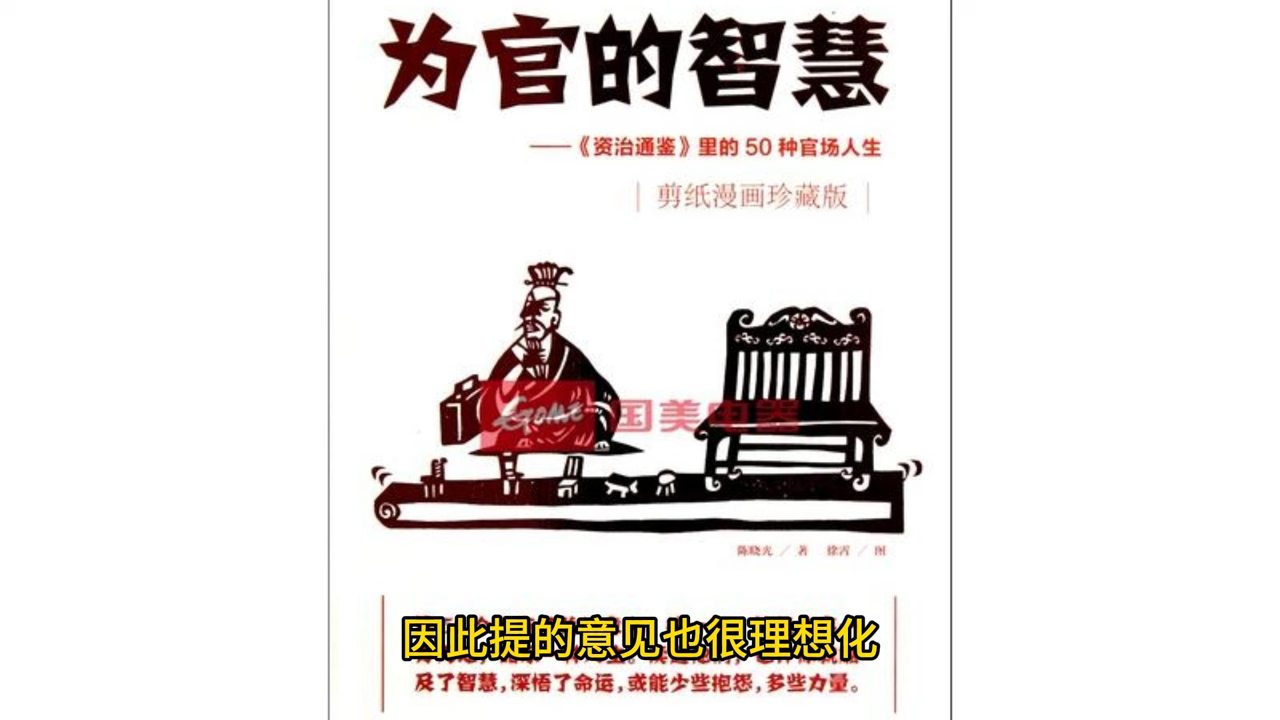 为官的智慧
——《资治通鉴》里的 50 种官场人生
剪纸漫画珍藏版
Gome 国美电器
陈晓光 / 著 徐霄 / 图
因此提的意见也很理想化
及了智慧，深悟了命运，或能少些抱怨，多些力量。